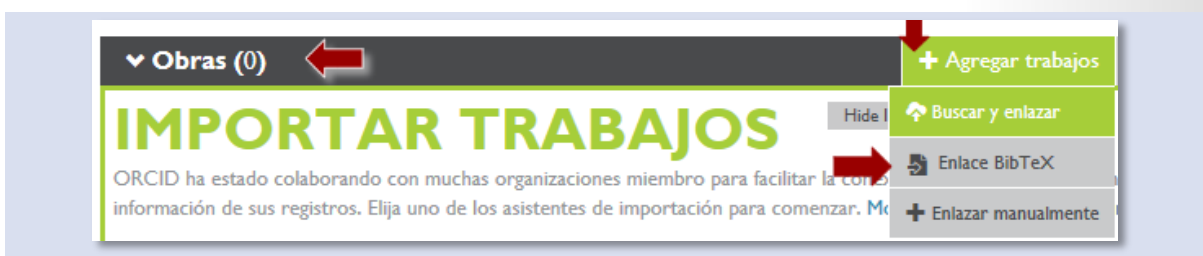 Obras (0)
+ Agregar trabajos
IMPORTAR TRABAJOS
Hide
Buscar y enlazar
Enlace BibTeX
ORCID ha estado colaborando con muchas organizaciones miembro para facilitar la
información de sus registros. Elija uno de los asistentes de importación para comenzar.
+ Enlazar manualmente